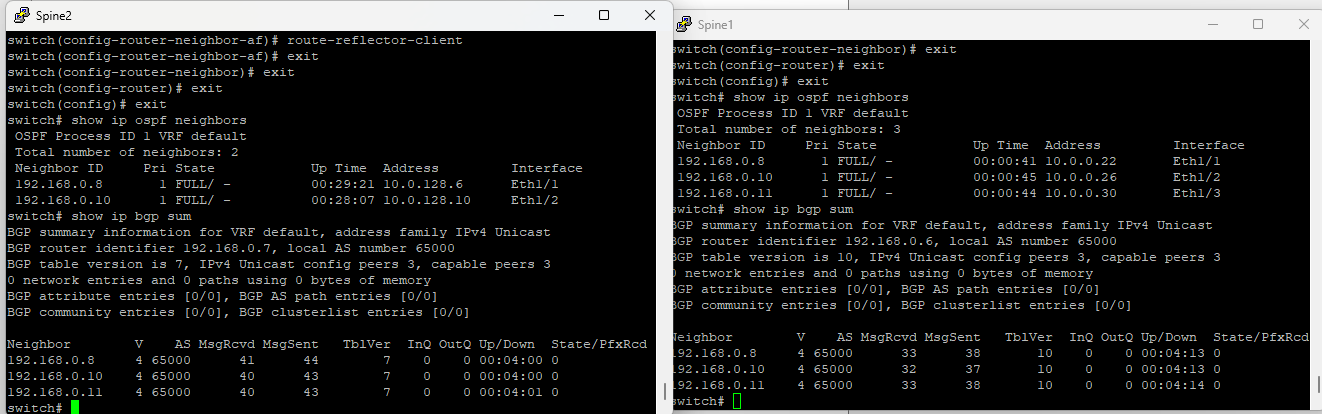 Spine2
switch(config-router-neighbor-af)# route-reflector-client
switch(config-router-neighbor-af)# exit
switch(config-router-neighbor)# exit
switch(config-router)# exit
switch(config)# exit
switch# show ip ospf neighbors
OSPF Process ID 1 VRF default
Total number of neighbors: 2
Neighbor ID Pri State Up Time Address Interface
192.168.0.8 1 FULL/ - 00:29:21 10.0.128.6 Eth1/1
192.168.0.10 1 FULL/ - 00:28:07 10.0.128.10 Eth1/2
switch# show ip bgp sum
BGP summary information for VRF default, address family IPv4 Unicast
BGP router identifier 192.168.0.7, local AS number 65000
BGP table version is 7, IPv4 Unicast config peers 3, capable peers 3
0 network entries and 0 paths using 0 bytes of memory
BGP attribute entries [0/0], BGP AS path entries [0/0]
BGP community entries [0/0], BGP clusterlist entries [0/0]
Neighbor V AS MsgRcvd MsgSent TblVer InQ OutQ Up/Down State/PfxRcd
192.168.0.8 4 65000 41 44 7 0 0 00:04:00 0
192.168.0.10 4 65000 40 43 7 0 0 00:04:00 0
192.168.0.11 4 65000 40 43 7 0 0 00:04:01 0
switch#
Spine1
switch(config-router-neighbor)# exit
switch(config-router)# exit
switch(config)# exit
switch# show ip ospf neighbors
OSPF Process ID 1 VRF default
Total number of neighbors: 3
Neighbor ID Pri State Up Time Address Interface
192.168.0.8 1 FULL/ - 00:00:41 10.0.0.22 Eth1/1
192.168.0.10 1 FULL/ - 00:00:45 10.0.0.26 Eth1/2
192.168.0.11 1 FULL/ - 00:00:44 10.0.0.30 Eth1/3
switch# show ip bgp sum
BGP summary information for VRF default, address family IPv4 Unicast
BGP router identifier 192.168.0.6, local AS number 65000
BGP table version is 10, IPv4 Unicast config peers 3, capable peers 3
0 network entries and 0 paths using 0 bytes of memory
BGP attribute entries [0/0], BGP AS path entries [0/0]
BGP community entries [0/0], BGP clusterlist entries [0/0]
Neighbor V AS MsgRcvd MsgSent TblVer InQ OutQ Up/Down State/PfxRcd
192.168.0.8 4 65000 33 38 10 0 0 00:04:13 0
192.168.0.10 4 65000 32 37 10 0 0 00:04:13 0
192.168.0.11 4 65000 33 38 10 0 0 00:04:14 0
switch#